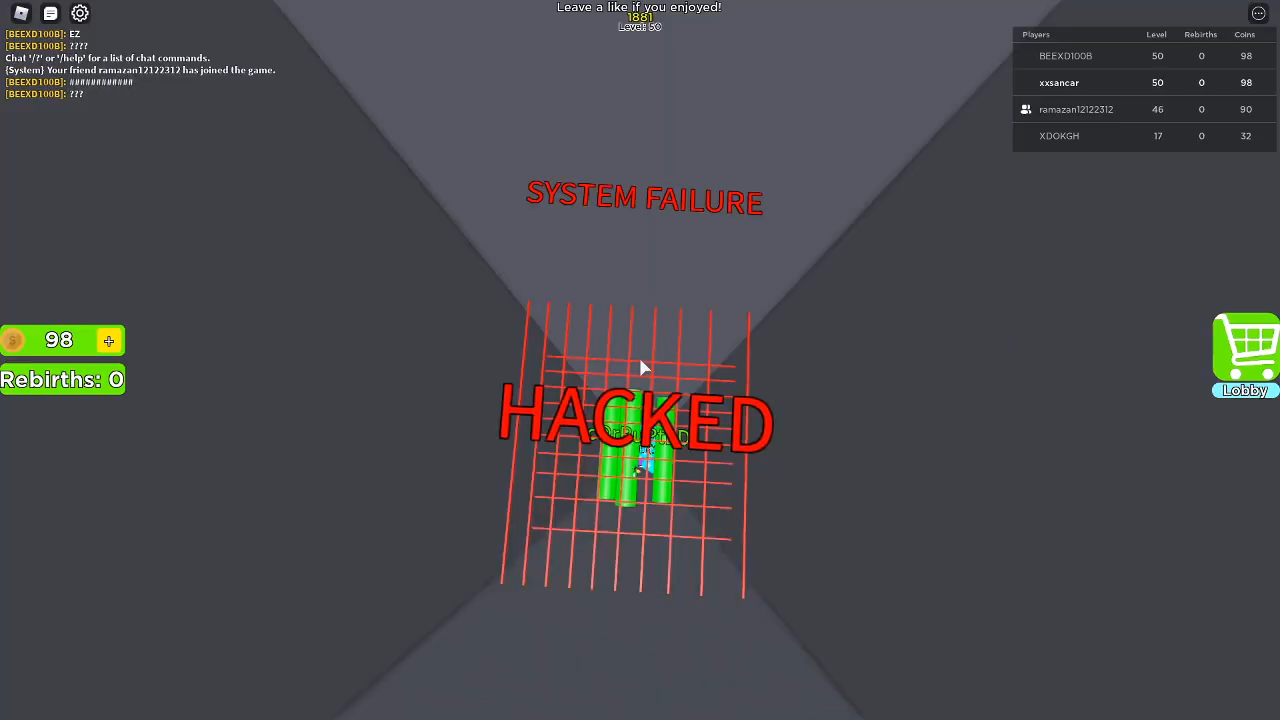 Leave a like if you enjoyed!
1881
Level: 50
[BEEXD100B]: EZ
[BEEXD100B]: ????
Chat '/?' or '/help' for a list of chat commands.
{System} Your friend ramazan12122312 has joined the game.
[BEEXD100B]: ############
[BEEXD100B]: ???
Players Level Rebirths Coins
BEEXD100B 50 0 98
xxsancar 50 0 98
ramazan12122312 46 0 90
XDOKGH 17 0 32
SYSTEM FAILURE
HACKED
98 +
Rebirths: 0
Lobby